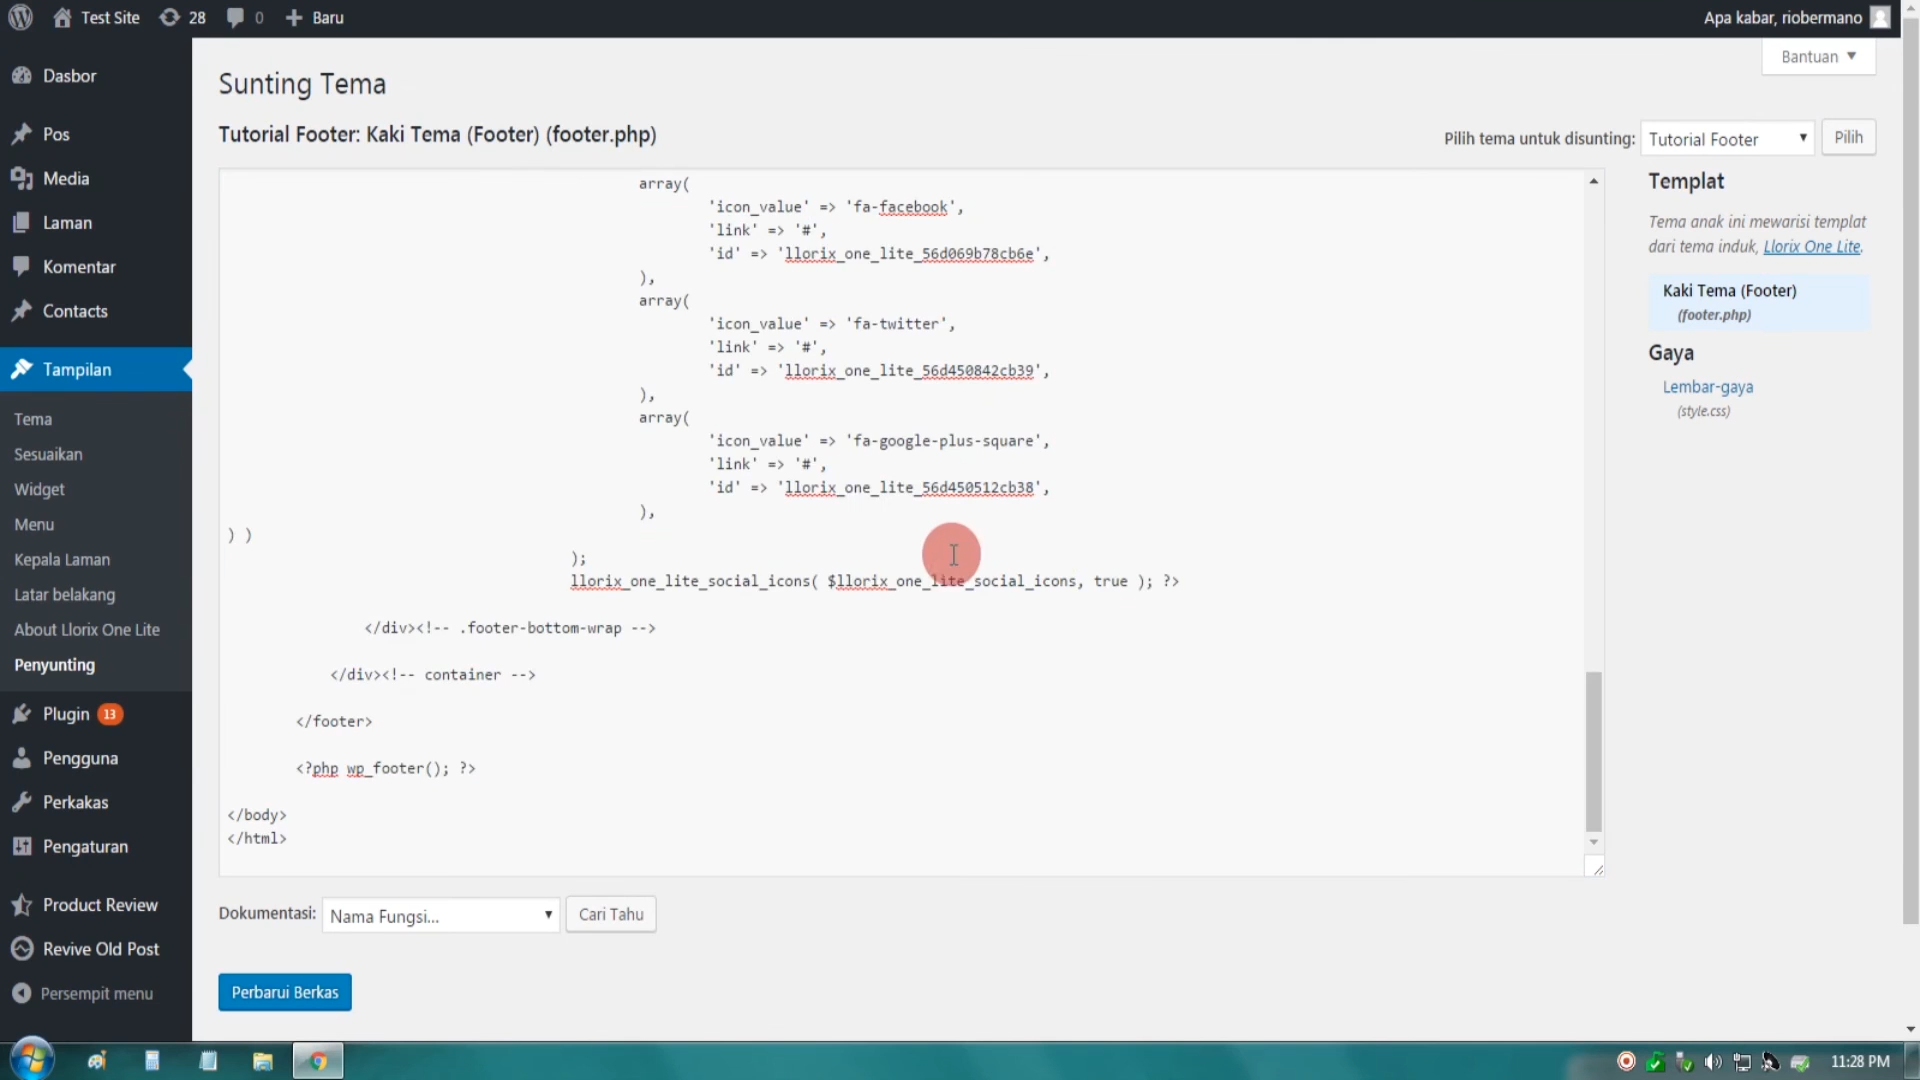 Test Site 28 0 Baru Apa kabar, riobermano
Bantuan
Dasbor
Pos
Media
Laman
Komentar
Contacts
Tampilan
Tema
Sesuaikan
Widget
Menu
Kepala Laman
Latar belakang
About Llorix One Lite
Penyunting
Plugin 13
Pengguna
Perkakas
Pengaturan
Product Review
Revive Old Post
Persempit menu
Sunting Tema
Tutorial Footer: Kaki Tema (Footer) (footer.php)
Pilih tema untuk disunting: Tutorial Footer Pilih
array(
'icon_value' => 'fa-facebook',
'link' => '#',
'id' => 'llorix_one_lite_56d069b78cb6e',
),
array(
'icon_value' => 'fa-twitter',
'link' => '#',
'id' => 'llorix_one_lite_56d450842cb39',
),
array(
'icon_value' => 'fa-google-plus-square',
'link' => '#',
'id' => 'llorix_one_lite_56d450512cb38',
),
) )
);
llorix_one_lite_social_icons( $llorix_one_lite_social_icons, true ); ?>
</div><!-- .footer-bottom-wrap -->
</div><!-- container -->
</footer>
<?php wp_footer(); ?>
</body>
</html>
Templat
Tema anak ini mewarisi templat
dari tema induk, Llorix One Lite.
Kaki Tema (Footer)
(footer.php)
Gaya
Lembar-gaya
(style.css)
Dokumentasi: Nama Fungsi... Cari Tahu
Perbarui Berkas
11:28 PM